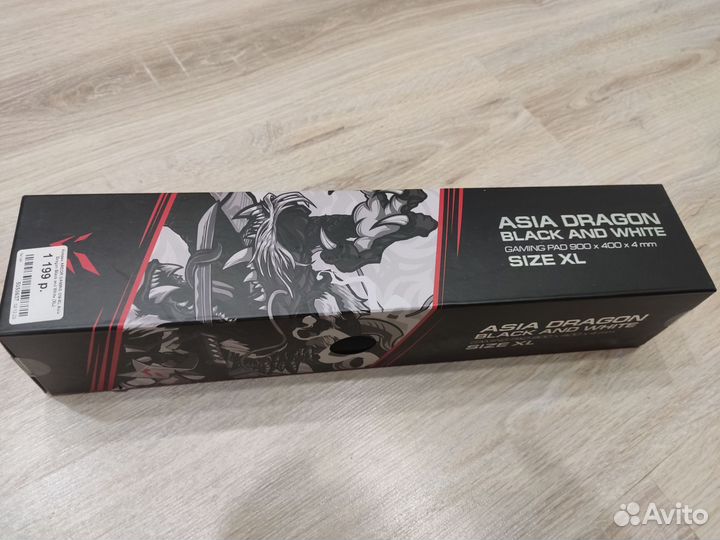 ASIA DRAGON
BLACK AND WHITE
GAMING PAD 900 x 400 x 4 mm
SIZE XL
ASIA DRAGON
BLACK AND WHITE
SIZE XL
1 199 р.
Avito